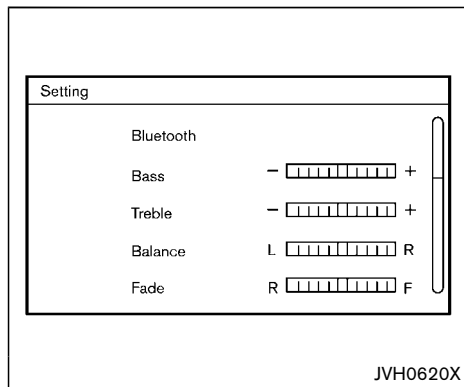 Setting
Bluetooth
Bass − +
Treble − +
Balance L R
Fade R F
JVH0620X